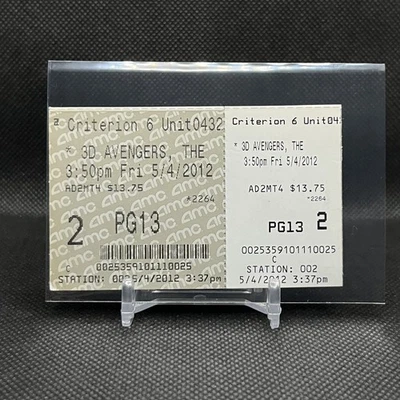 2 Criterion 6 Unit0432
* 3D AVENGERS, THE
3:50pm Fri 5/4/2012
AD2MT4 $13.75
*2264
2 PG13
0025359101110025
C
STATION: 002 5/4/2012 3:37pm
Criterion 6 Unit043
* 3D AVENGERS, THE
3:50pm Fri 5/4/2012
AD2MT4 $13.75
*2264
PG13 2
0025359101110025
C
STATION: 002
5/4/2012 3:37pm
amc